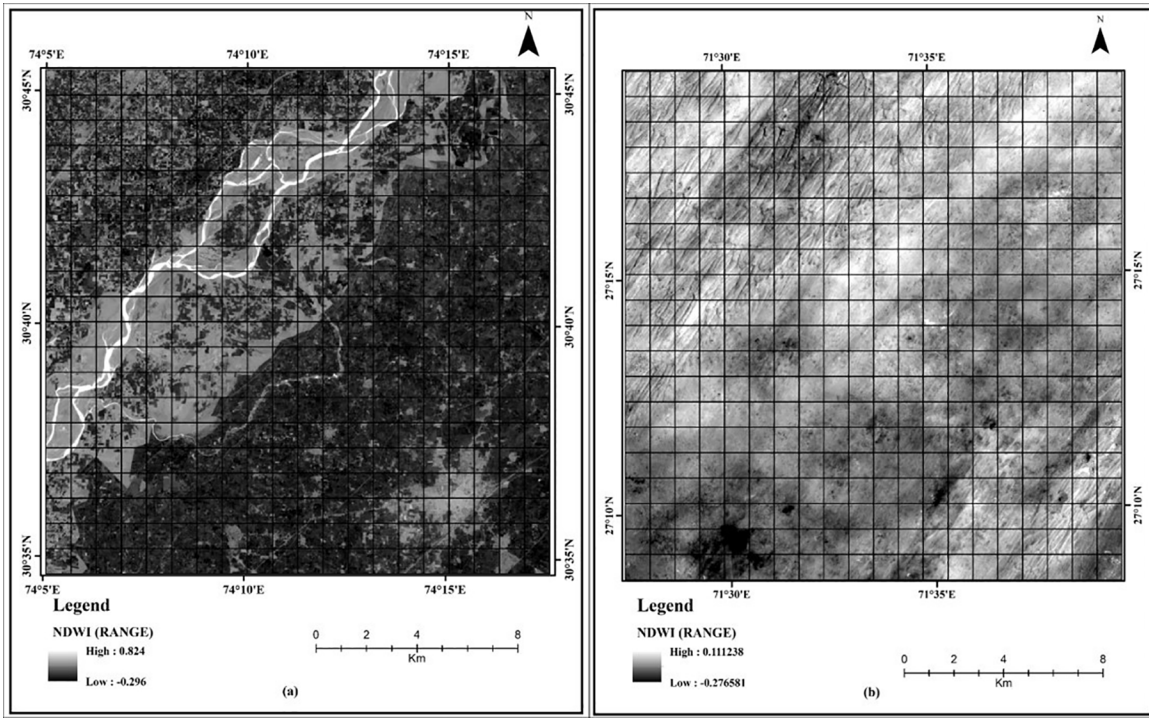 N
74°5'E 74°10'E 74°15'E
30°45'N 30°45'N
30°40'N 30°40'N
30°35'N 30°35'N
74°5'E 74°10'E 74°15'E
Legend
NDWI (RANGE)
High : 0.824
Low : -0.296
0 2 4 8
Km
(a)
N
71°30'E 71°35'E
27°15'N 27°15'N
27°10'N 27°10'N
71°30'E 71°35'E
Legend
NDWI (RANGE)
High : 0.111238
Low : -0.276581
0 2 4 8
Km
(b)